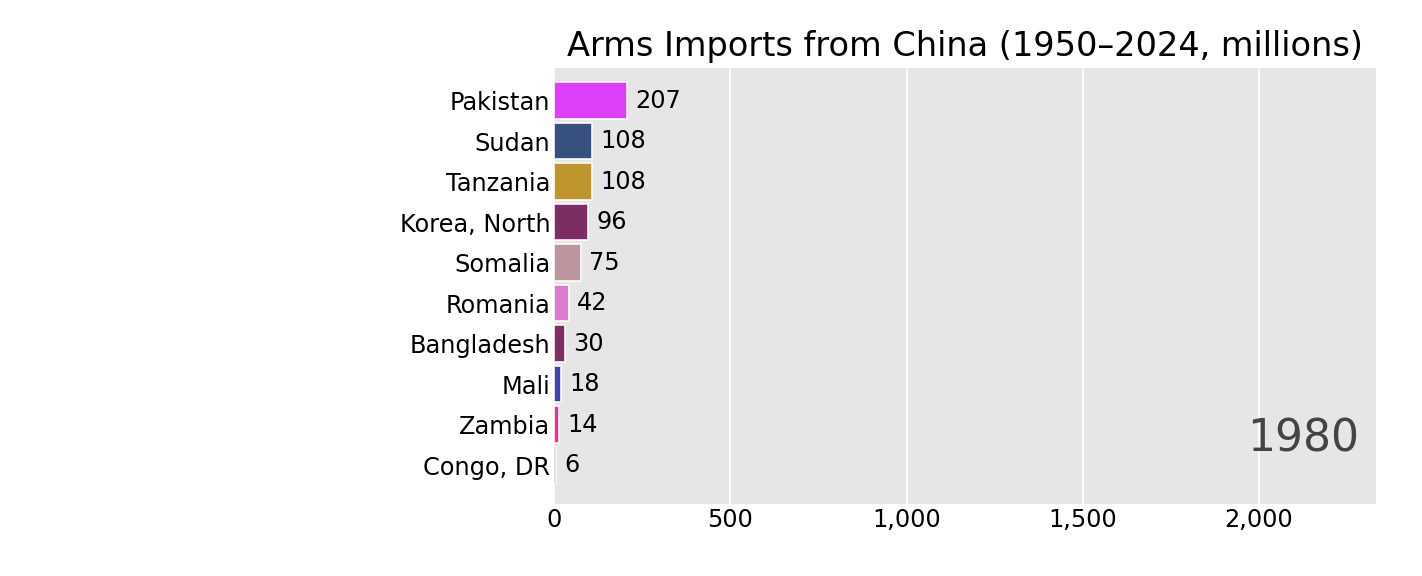 Arms Imports from China (1950–2024, millions)
Pakistan 207
Sudan 108
Tanzania 108
Korea, North 96
Somalia 75
Romania 42
Bangladesh 30
Mali 18
Zambia 14
Congo, DR 6
1980
0 500 1,000 1,500 2,000